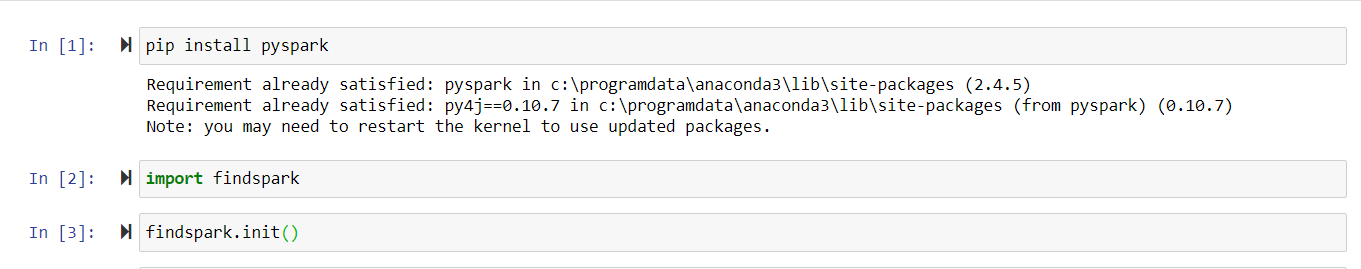 In [1]: pip install pyspark
Requirement already satisfied: pyspark in c:\programdata\anaconda3\lib\site-packages (2.4.5)
Requirement already satisfied: py4j==0.10.7 in c:\programdata\anaconda3\lib\site-packages (from pyspark) (0.10.7)
Note: you may need to restart the kernel to use updated packages.
In [2]: import findspark
In [3]: findspark.init()